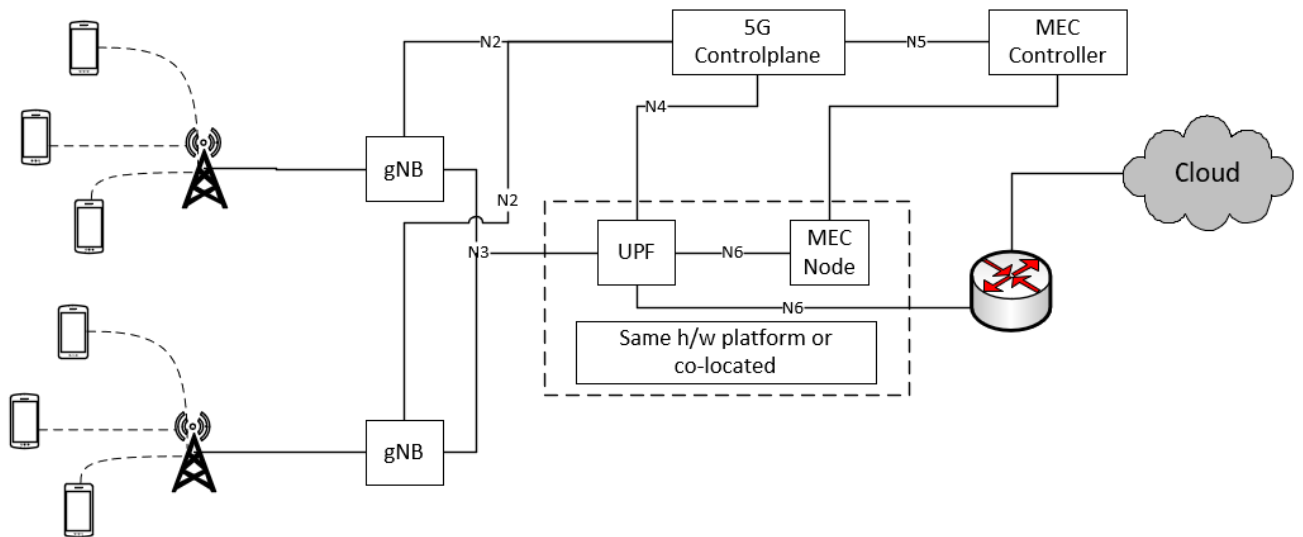 N2
5G
Controlplane
N5
MEC
Controller
N4
gNB
Cloud
N2
N3
UPF
N6
MEC
Node
N6
Same h/w platform or
co-located
gNB